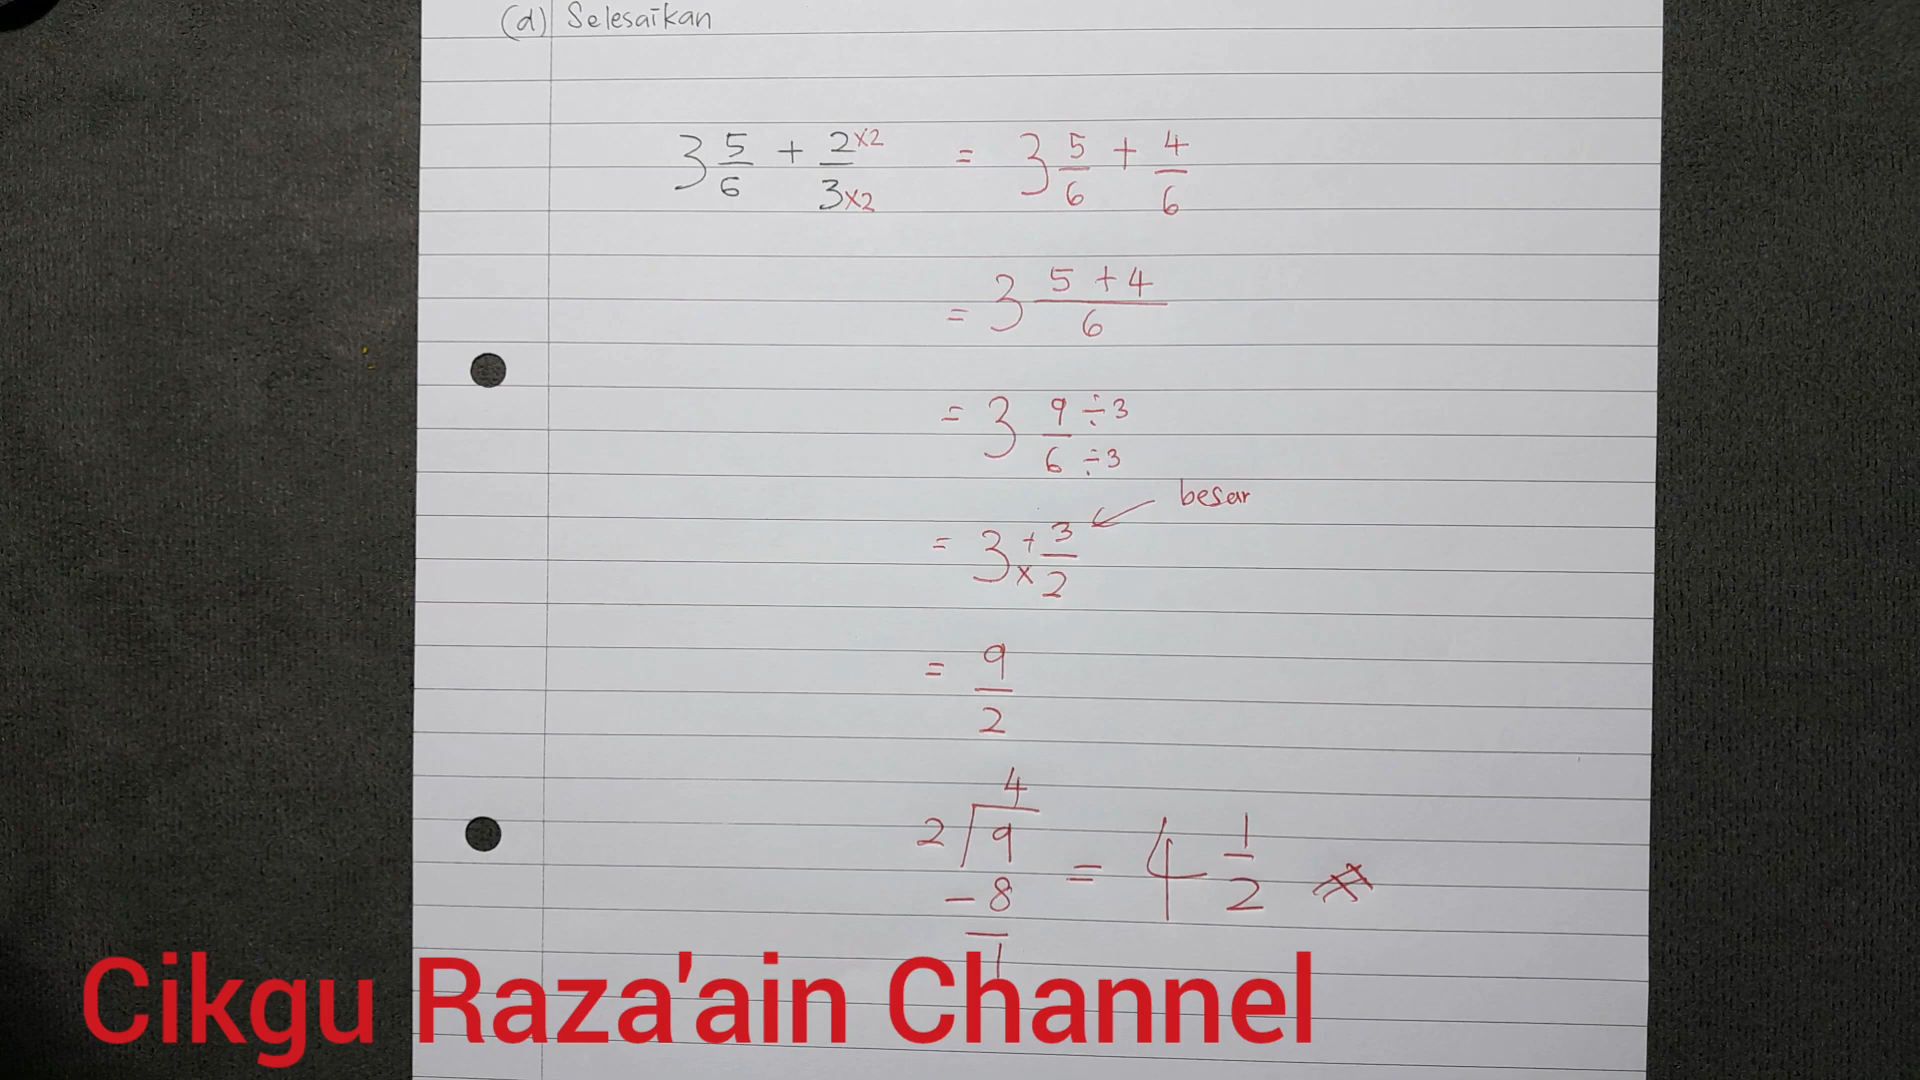 (d) Selesaikan
3 5/6 + 2×2/3×2 = 3 5/6 + 4/6
= 3 5+4/6
= 3 9÷3/6÷3
besar
= 3 + 3/× 2
= 9/2
4
2 9
- 8 = 4 1/2
1
Cikgu Raza'ain Channel